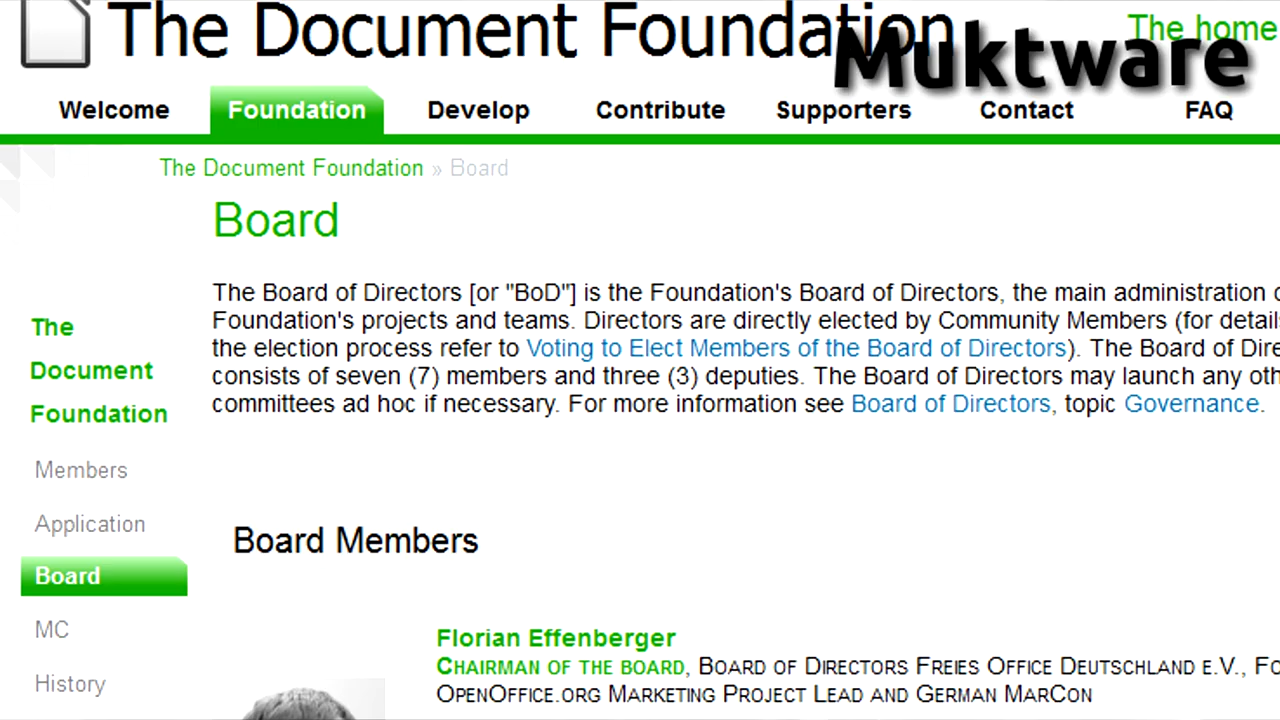 The Document Foundation
The home
Muktware
Welcome Foundation Develop Contribute Supporters Contact FAQ
The Document Foundation » Board
Board
The Board of Directors [or "BoD"] is the Foundation's Board of Directors, the main administration
Foundation's projects and teams. Directors are directly elected by Community Members (for details
the election process refer to Voting to Elect Members of the Board of Directors). The Board of Dire
consists of seven (7) members and three (3) deputies. The Board of Directors may launch any oth
committees ad hoc if necessary. For more information see Board of Directors, topic Governance.
The
Document
Foundation
Members
Application
Board
MC
History
Board Members
Florian Effenberger
CHAIRMAN OF THE BOARD, BOARD OF DIRECTORS FREIES OFFICE DEUTSCHLAND E.V., FO
OPENOFFICE.ORG MARKETING PROJECT LEAD AND GERMAN MARCON